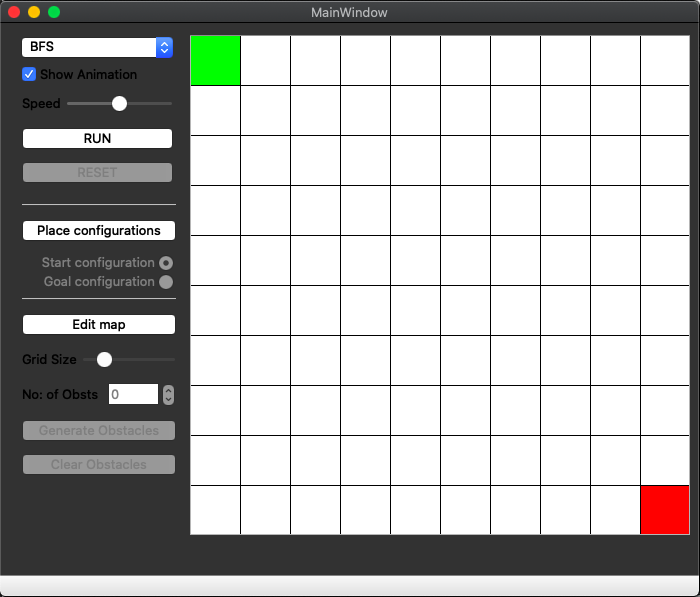 MainWindow
BFS
Show Animation
Speed
RUN
RESET
Place configurations
Start configuration
Goal configuration
Edit map
Grid Size
No: of Obsts 0
Generate Obstacles
Clear Obstacles